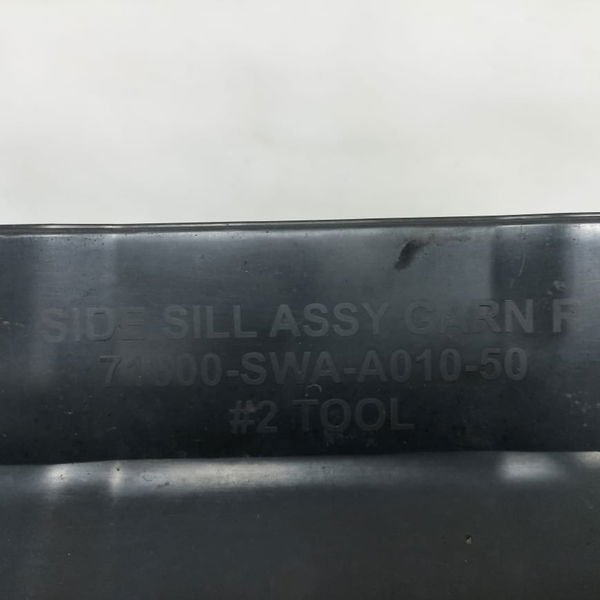 SIDE SILL ASSY GARN R
71800-SWA-A010-50
#2 TOOL